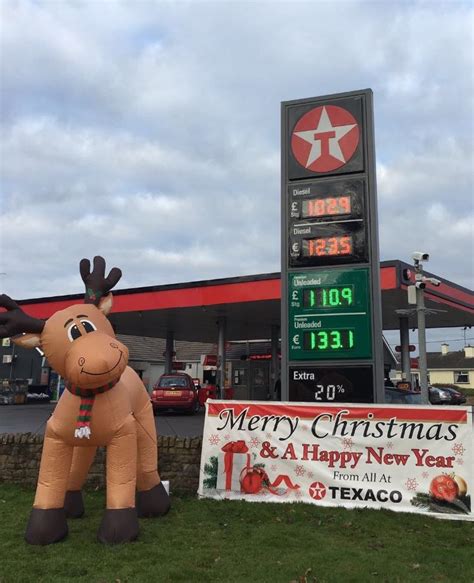 T
Diesel
£ Stg 102.9
Diesel
€ Euro 123.5
Unleaded
£ Stg 110.9
Unleaded
€ Euro 133.1
Extra
20%
Merry Christmas
& A Happy New Year
From All At
TEXACO